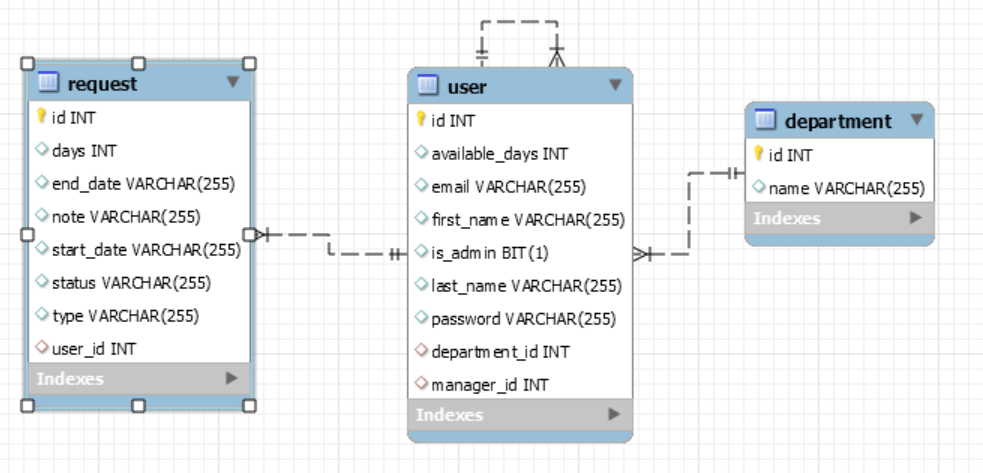 request
id INT
days INT
end_date VARCHAR(255)
note VARCHAR(255)
start_date VARCHAR(255)
status VARCHAR(255)
type VARCHAR(255)
user_id INT
Indexes
user
id INT
available_days INT
email VARCHAR(255)
first_name VARCHAR(255)
is_admin BIT(1)
last_name VARCHAR(255)
password VARCHAR(255)
department_id INT
manager_id INT
Indexes
department
id INT
name VARCHAR(255)
Indexes